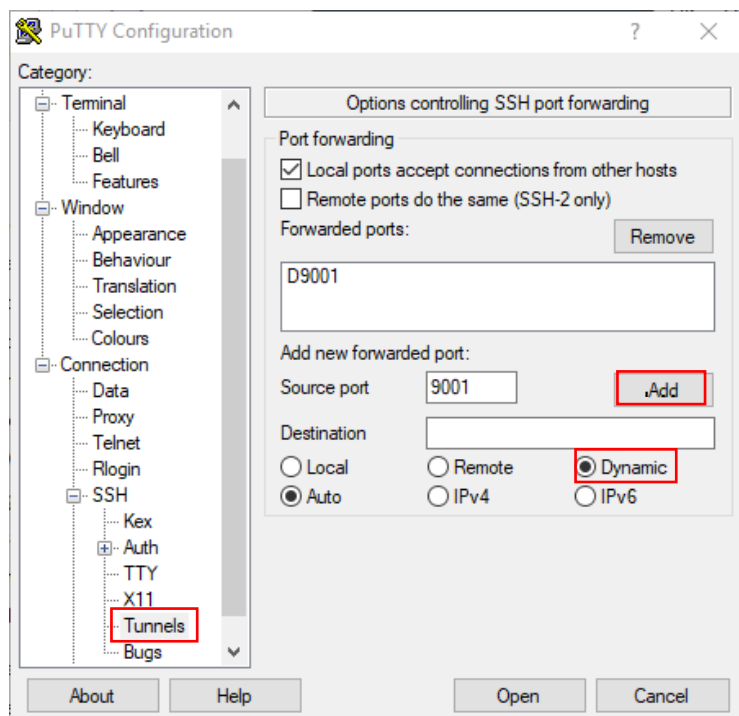 PuTTY Configuration
?
Category:
Terminal
Keyboard
Bell
Features
Window
Appearance
Behaviour
Translation
Selection
Colours
Connection
Data
Proxy
Telnet
Rlogin
SSH
Kex
Auth
TTY
X11
Tunnels
Bugs
Options controlling SSH port forwarding
Port forwarding
Local ports accept connections from other hosts
Remote ports do the same (SSH-2 only)
Forwarded ports:
Remove
D9001
Add new forwarded port:
Source port 9001 Add
Destination
Local Remote Dynamic
Auto IPv4 IPv6
About Help Open Cancel